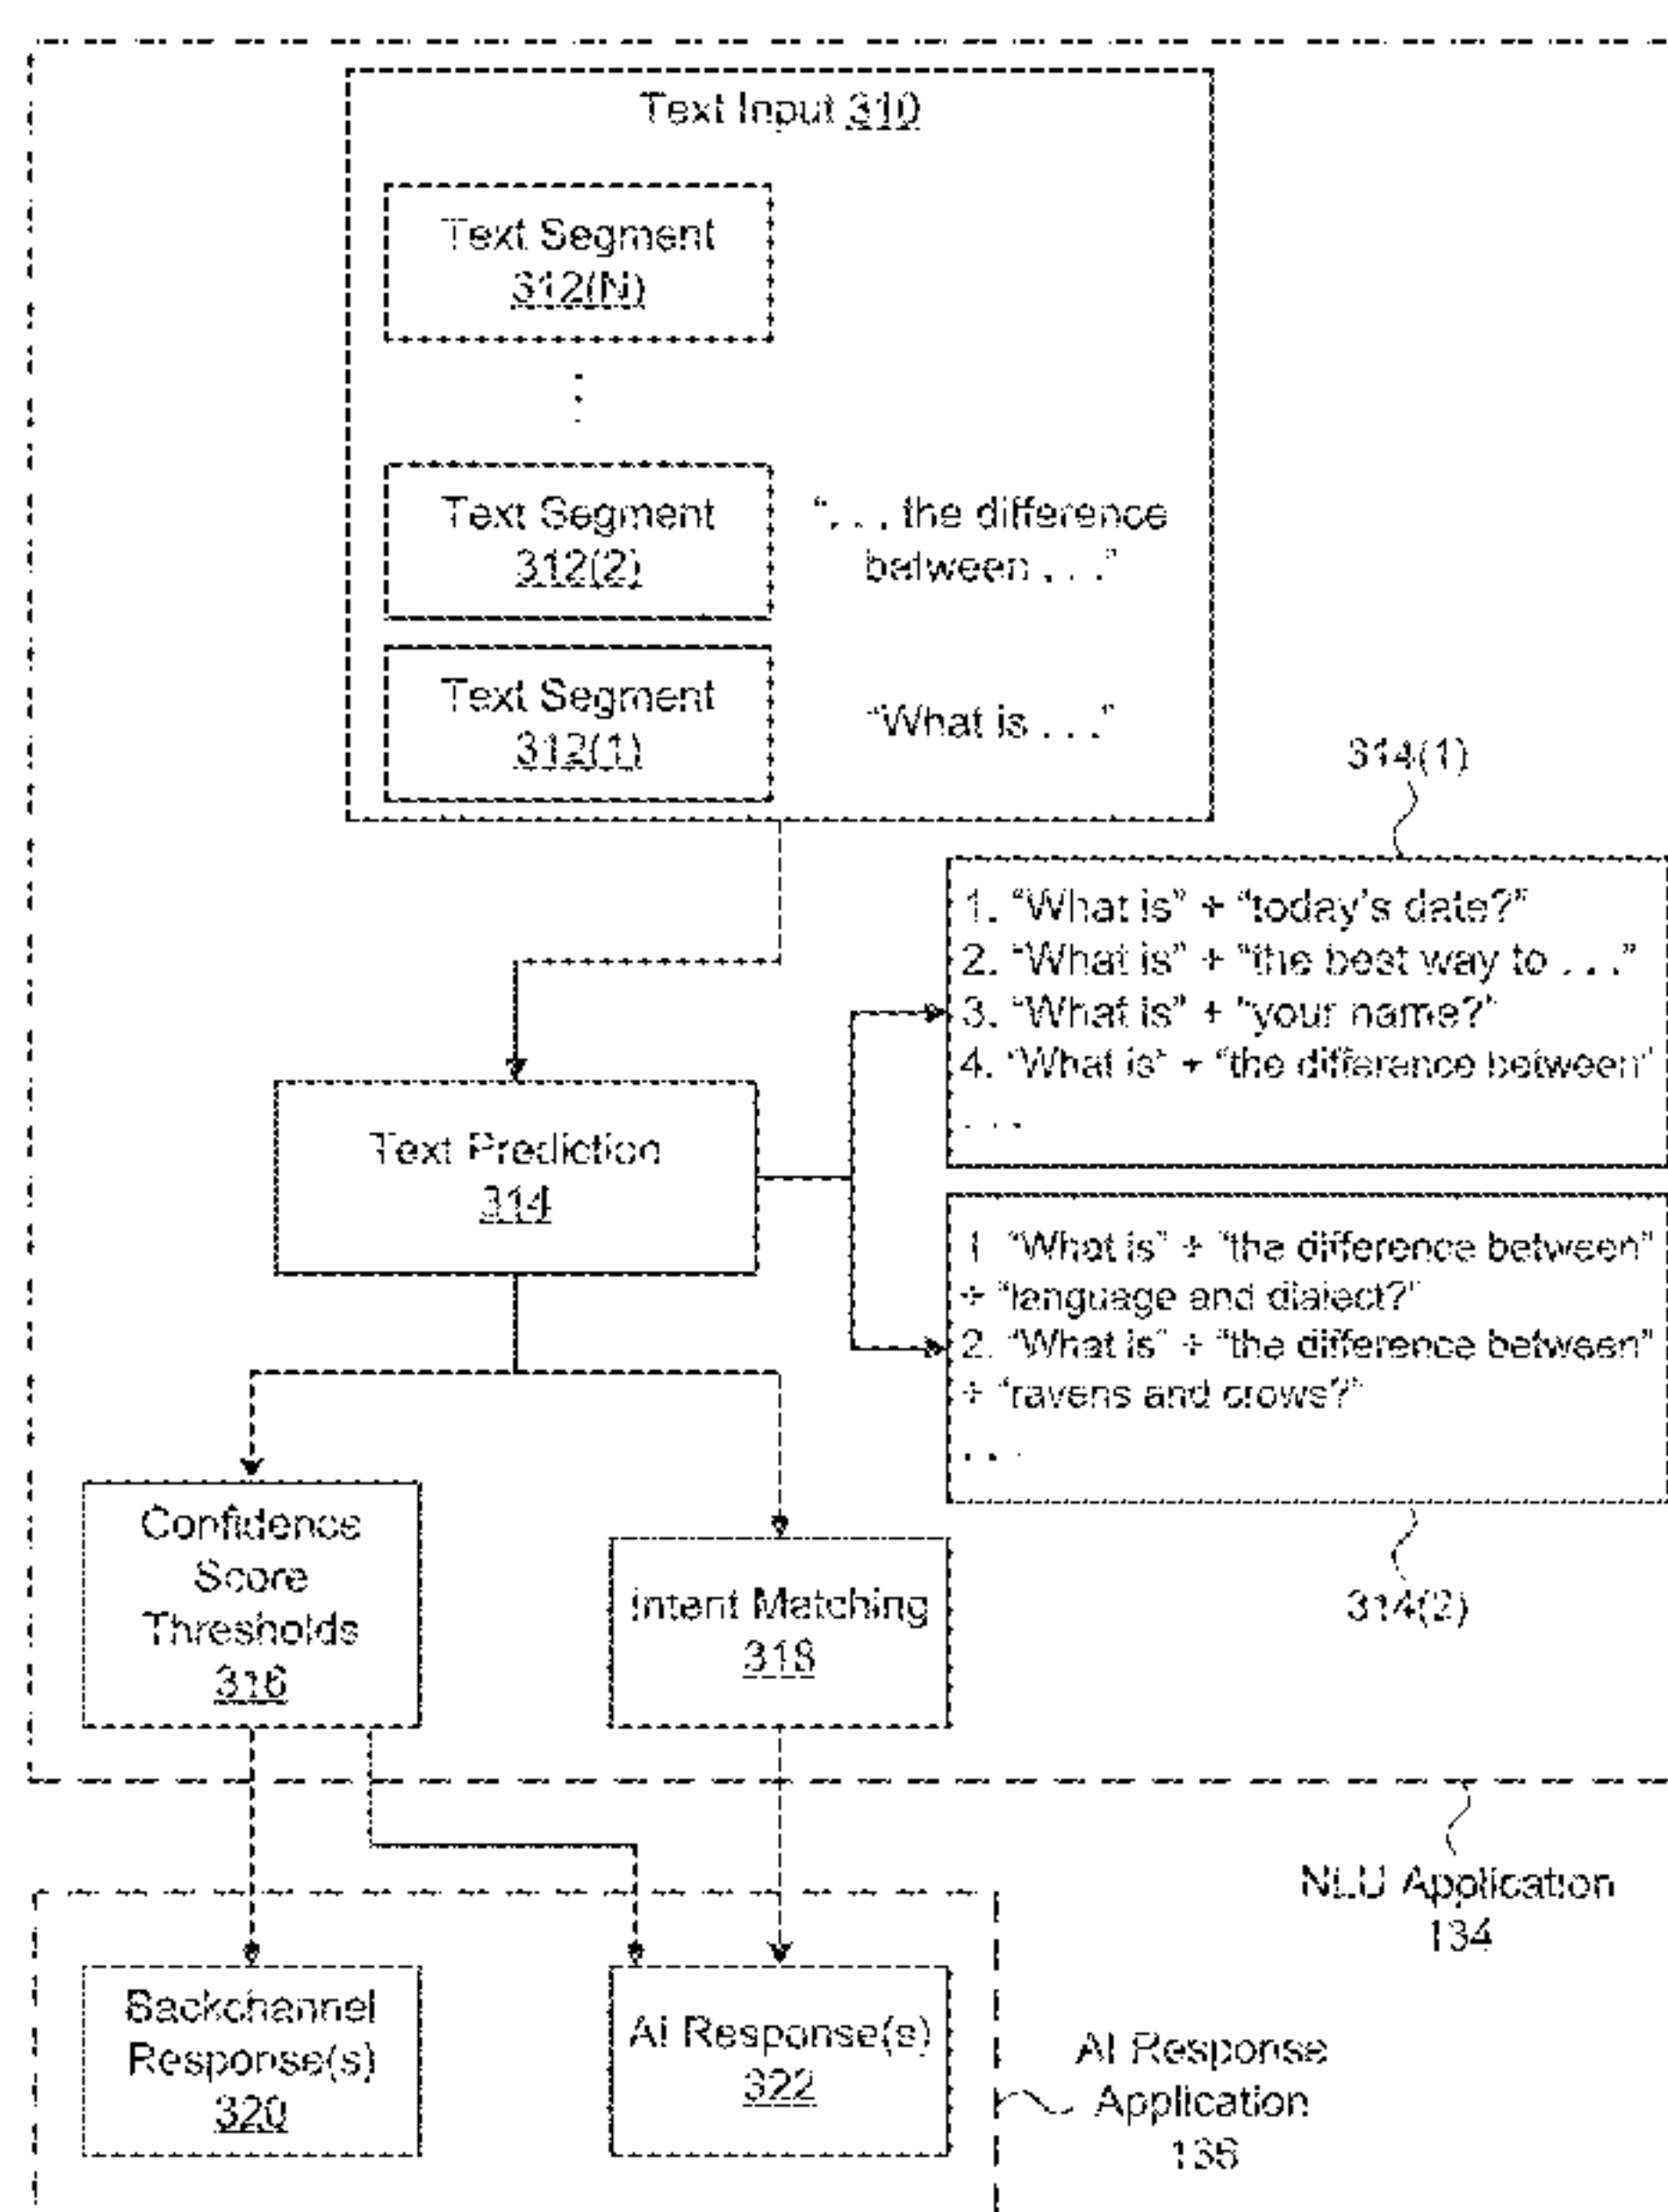 Text Input 310
Text Segment
312(N)
Text Segment
312(2)
“. . . the difference
between . . .”
Text Segment
312(1)
“What is . . .”
314(1)
1. “What is” + “today’s date?”
2. “What is” + “the best way to . . .”
3. “What is” + “your name?”
4. “What is” + “the difference between”
. . .
Text Prediction
314
1. “What is” + “the difference between”
+ “language and dialect?”
2. “What is” + “the difference between”
+ “ravens and crows?”
. . .
314(2)
Confidence
Score
Thresholds
316
Intent Matching
318
NLU Application
134
Backchannel
Response(s)
320
AI Response(s)
322
AI Response
Application
136